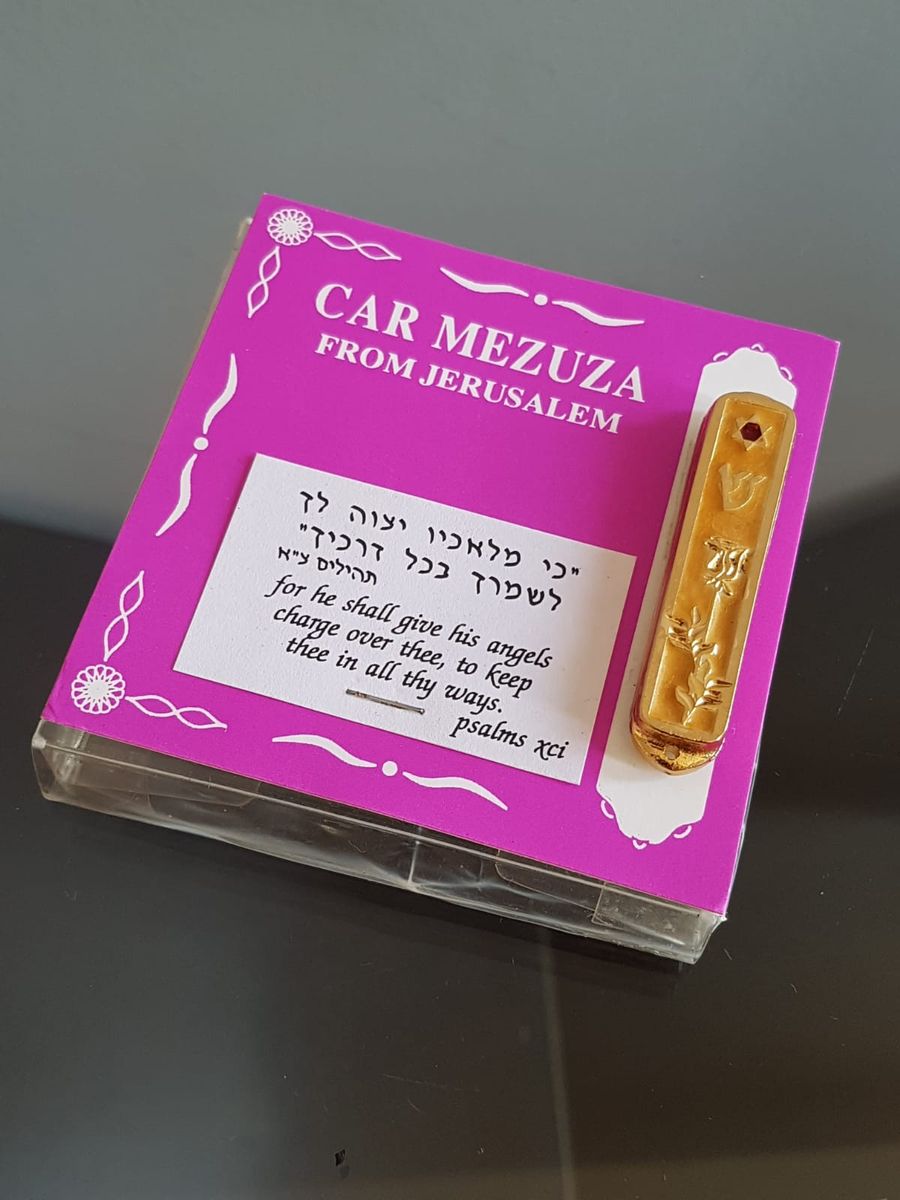 CAR MEZUZA
FROM JERUSALEM
"כי מלאכיו יצוה לך
לשמרך בכל דרכיך"
תהילים צ"א
for he shall give his angels
charge over thee, to keep
thee in all thy ways.
psalms xci
ש